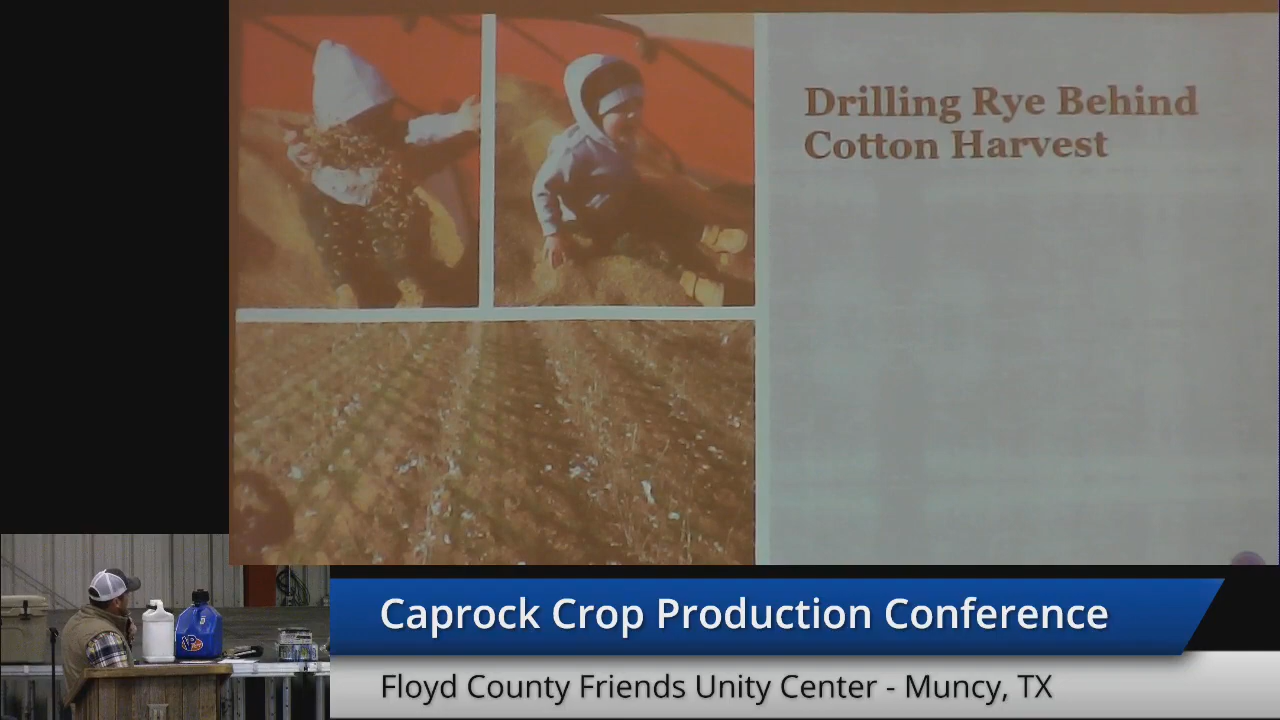 Drilling Rye Behind
Cotton Harvest
Caprock Crop Production Conference
Floyd County Friends Unity Center - Muncy, TX